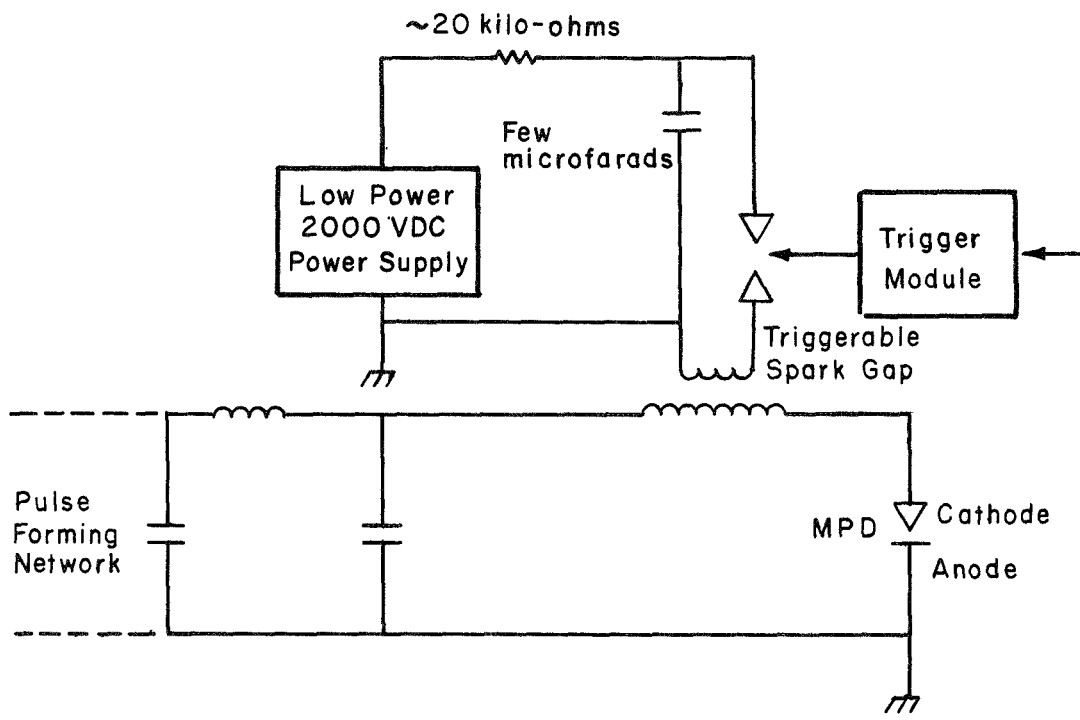 ~20 kilo-ohms
Few
microfarads
Low Power
2000 VDC
Power Supply
Trigger
Module
Triggerable
Spark Gap
Pulse
Forming
Network
MPD
Cathode
Anode